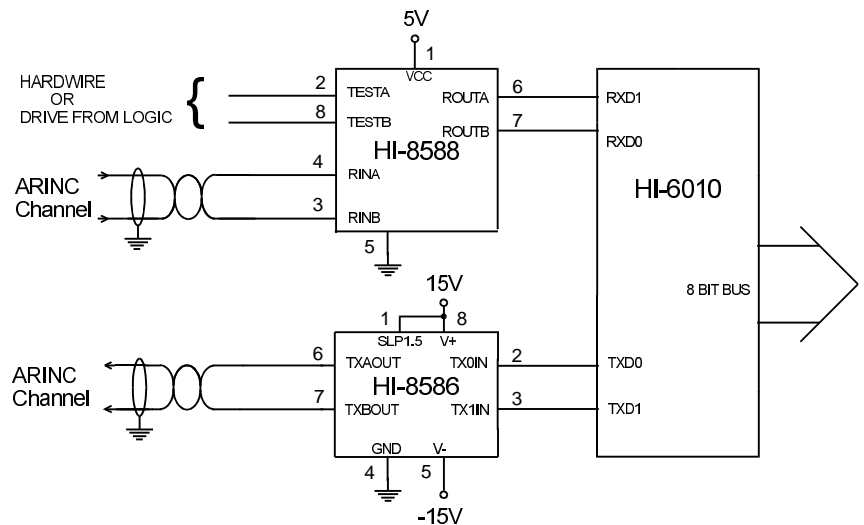 5V
1
VCC
HARDWIRE
OR
DRIVE FROM LOGIC
{
2
TESTA
8
TESTB
ROUTA
6
ROUTB
7
HI-8588
ARINC
Channel
4
RINA
3
RINB
5
RXD1
RXD0
HI-6010
8 BIT BUS
TXD0
TXD1
15V
1
8
SLP1.5
V+
ARINC
Channel
6
TXAOUT
7
TXBOUT
TX0IN
2
TX1IN
3
HI-8586
GND
V-
4
5
-15V